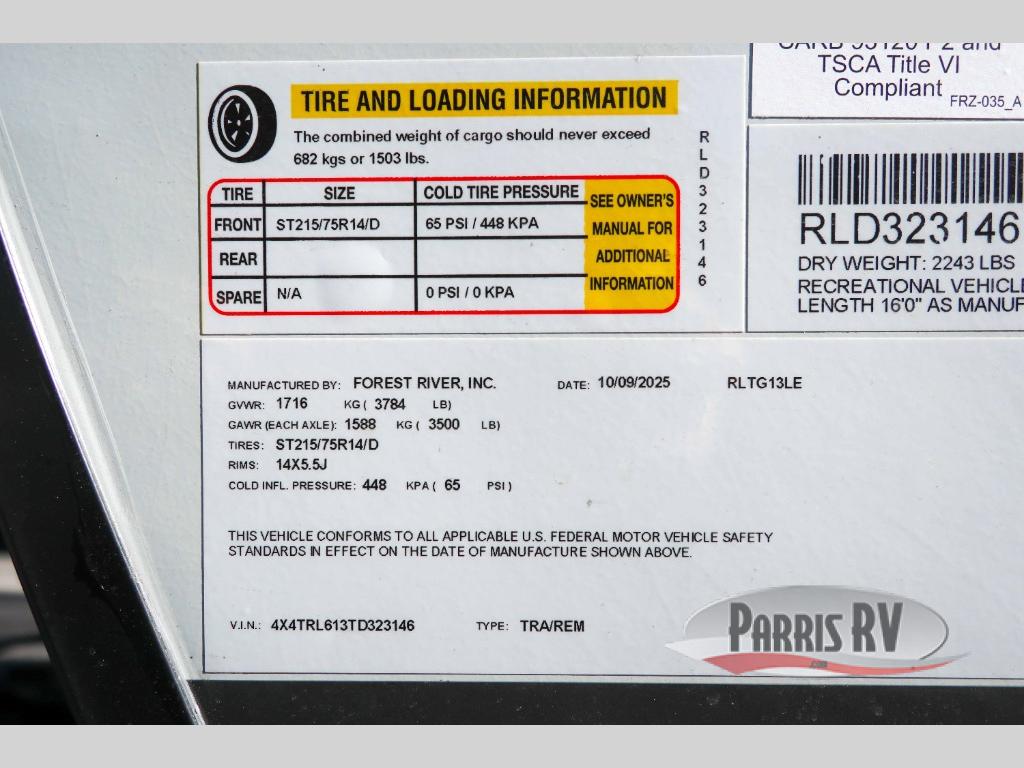 TIRE AND LOADING INFORMATION
The combined weight of cargo should never exceed
682 kgs or 1503 lbs.
TIRE SIZE COLD TIRE PRESSURE
FRONT ST215/75R14/D 65 PSI / 448 KPA
REAR
SPARE N/A 0 PSI / 0 KPA
SEE OWNER'S
MANUAL FOR
ADDITIONAL
INFORMATION
RLD323146
CARB 93120 P2 and
TSCA Title VI
Compliant
FRZ-035_A
RLD323146
DRY WEIGHT: 2243 LBS
RECREATIONAL VEHICLE
LENGTH 16'0" AS MANUF
MANUFACTURED BY: FOREST RIVER, INC. DATE: 10/09/2025 RLTG13LE
GVWR: 1716 KG ( 3784 LB)
GAWR (EACH AXLE): 1588 KG ( 3500 LB)
TIRES: ST215/75R14/D
RIMS: 14X5.5J
COLD INFL. PRESSURE: 448 KPA ( 65 PSI )
THIS VEHICLE CONFORMS TO ALL APPLICABLE U.S. FEDERAL MOTOR VEHICLE SAFETY
STANDARDS IN EFFECT ON THE DATE OF MANUFACTURE SHOWN ABOVE.
V.I.N.: 4X4TRL613TD323146 TYPE: TRA/REM
PARRIS RV
.com